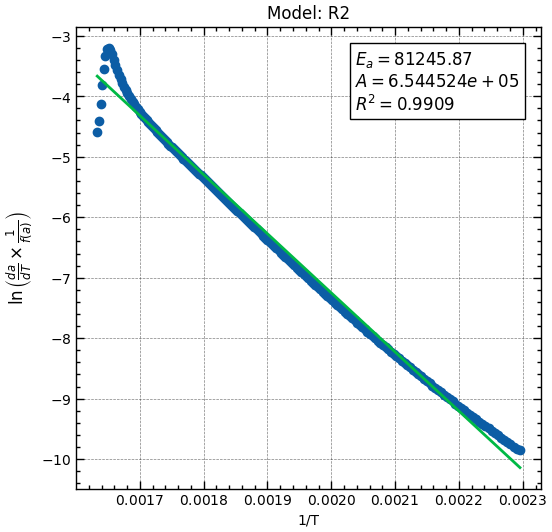 Model: R2
E_a = 81245.87
A = 6.544524e + 05
R^2 = 0.9909
ln (da/dT × 1/f(a))
−3
−4
−5
−6
−7
−8
−9
−10
0.0017 0.0018 0.0019 0.0020 0.0021 0.0022 0.0023
1/T